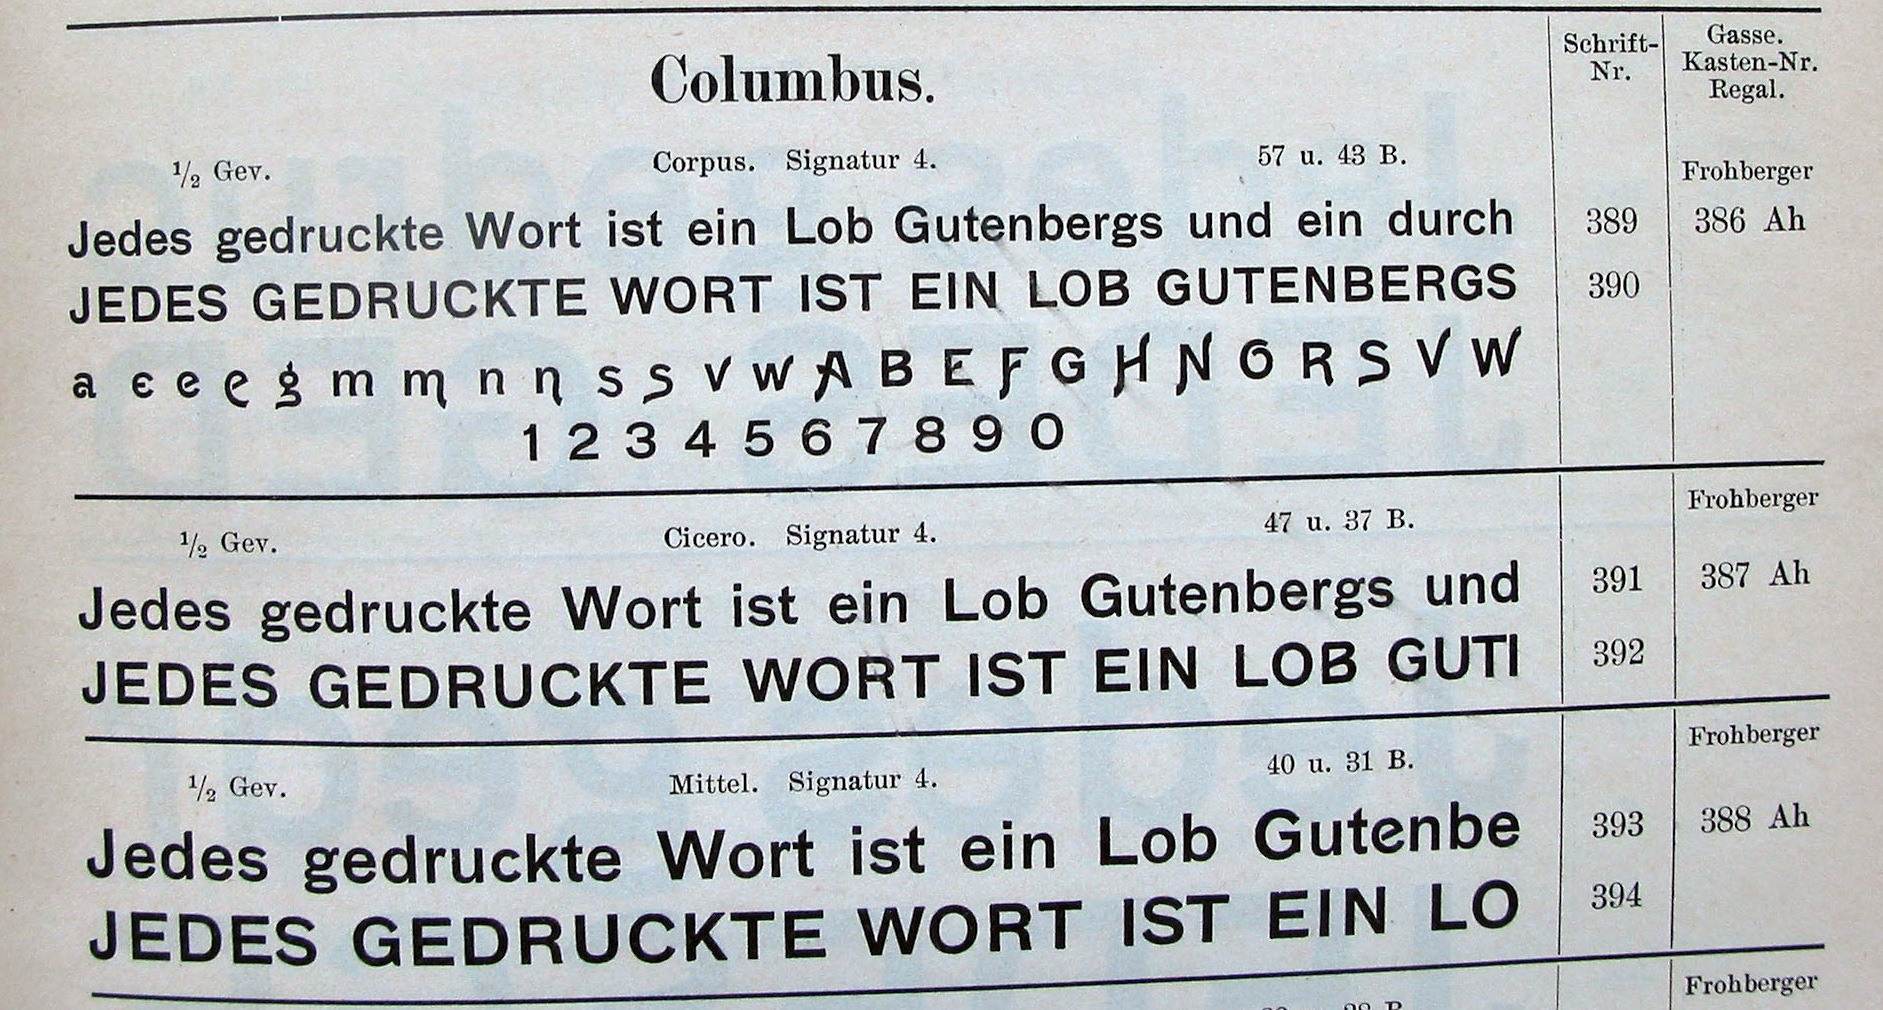 Columbus.
Schrift-
Nr.
Gasse.
Kasten-Nr.
Regal.
½ Gev. Corpus. Signatur 4. 57 u. 43 B. Frohberger
Jedes gedruckte Wort ist ein Lob Gutenbergs und ein durch 389 386 Ah
JEDES GEDRUCKTE WORT IST EIN LOB GUTENBERGS 390
a e e e g m m n n s s v w A B E F G H N O R S V W
1 2 3 4 5 6 7 8 9 0
½ Gev. Cicero. Signatur 4. 47 u. 37 B. Frohberger
Jedes gedruckte Wort ist ein Lob Gutenbergs und 391 387 Ah
JEDES GEDRUCKTE WORT IST EIN LOB GUTI 392
½ Gev. Mittel. Signatur 4. 40 u. 31 B. Frohberger
Jedes gedruckte Wort ist ein Lob Gutenbe 393 388 Ah
JEDES GEDRUCKTE WORT IST EIN LO 394
Frohberger